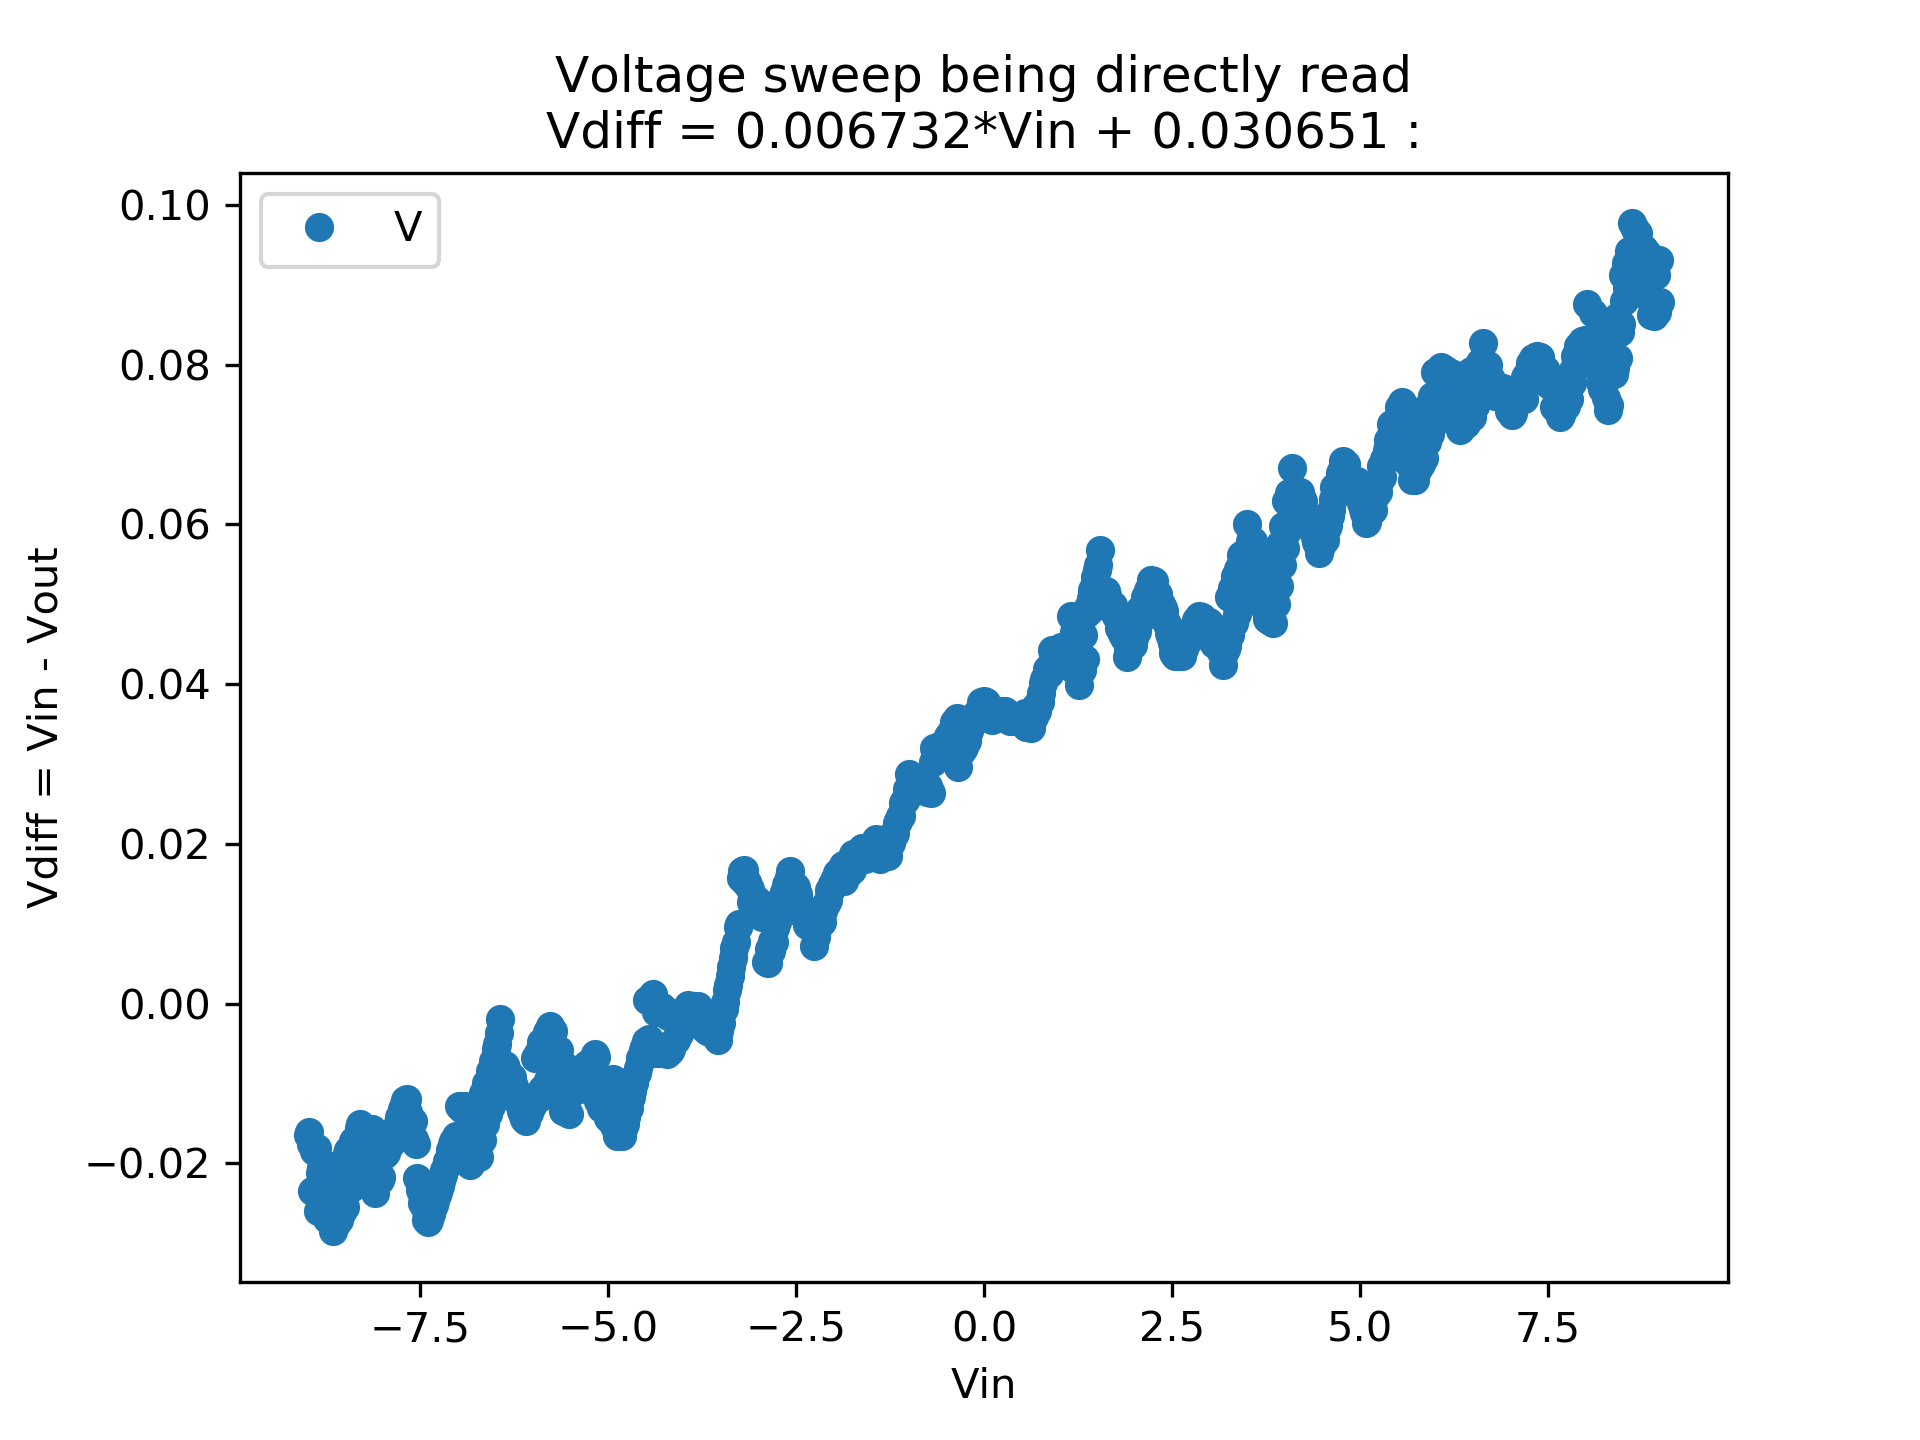 Voltage sweep being directly read
Vdiff = 0.006732*Vin + 0.030651 :
V
0.10
0.08
0.06
0.04
0.02
0.00
−0.02
Vdiff = Vin - Vout
−7.5
−5.0
−2.5
0.0
2.5
5.0
7.5
Vin